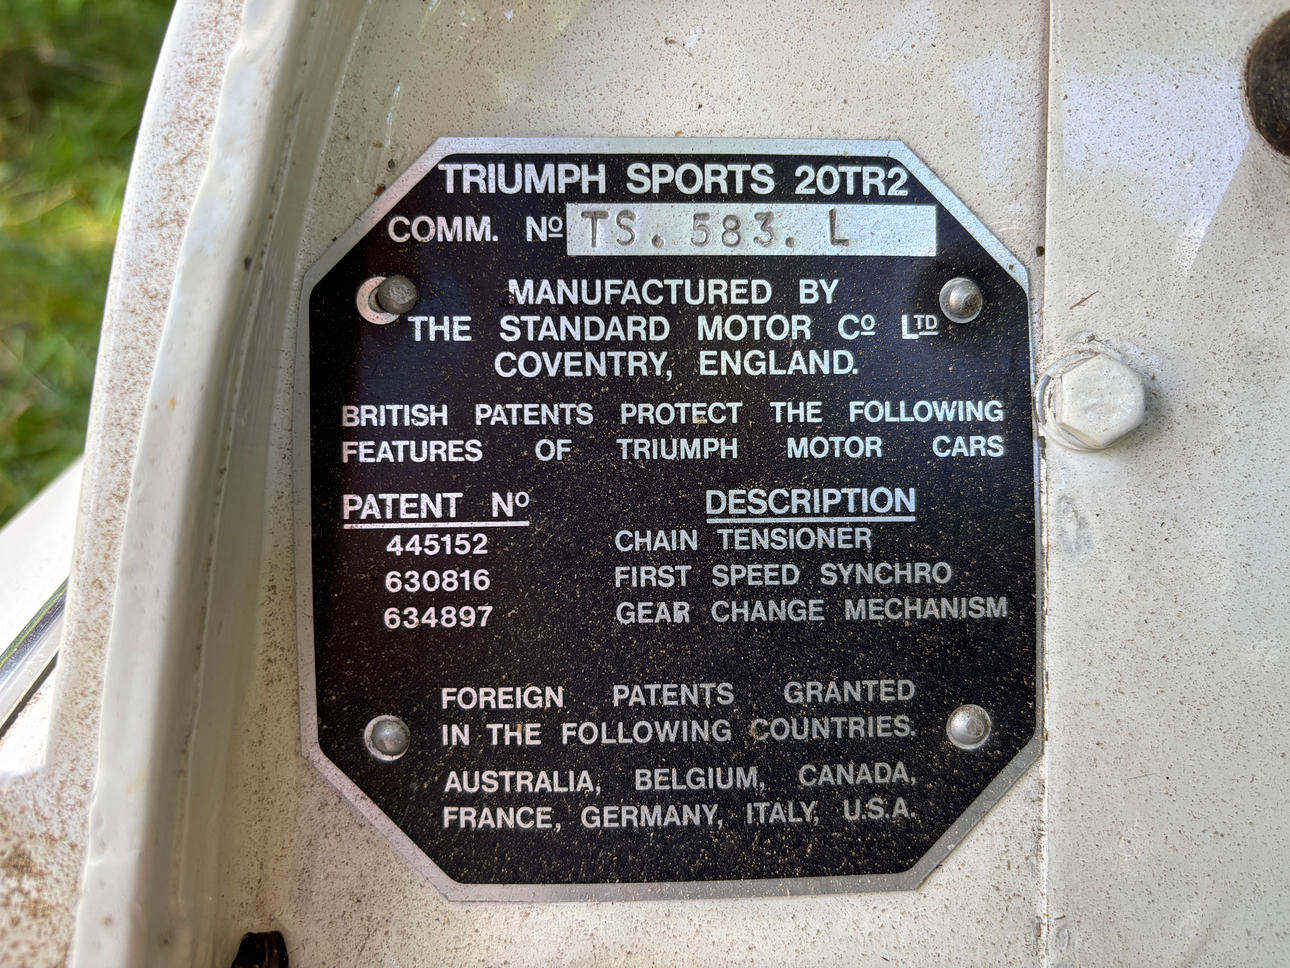 TRIUMPH SPORTS 20TR2
COMM. Nº TS. 583. L
MANUFACTURED BY
THE STANDARD MOTOR Cº LTD
COVENTRY, ENGLAND.
BRITISH PATENTS PROTECT THE FOLLOWING
FEATURES OF TRIUMPH MOTOR CARS
PATENT Nº DESCRIPTION
445152 CHAIN TENSIONER
630816 FIRST SPEED SYNCHRO
634897 GEAR CHANGE MECHANISM
FOREIGN PATENTS GRANTED
IN THE FOLLOWING COUNTRIES.
AUSTRALIA, BELGIUM, CANADA,
FRANCE, GERMANY, ITALY, U.S.A.